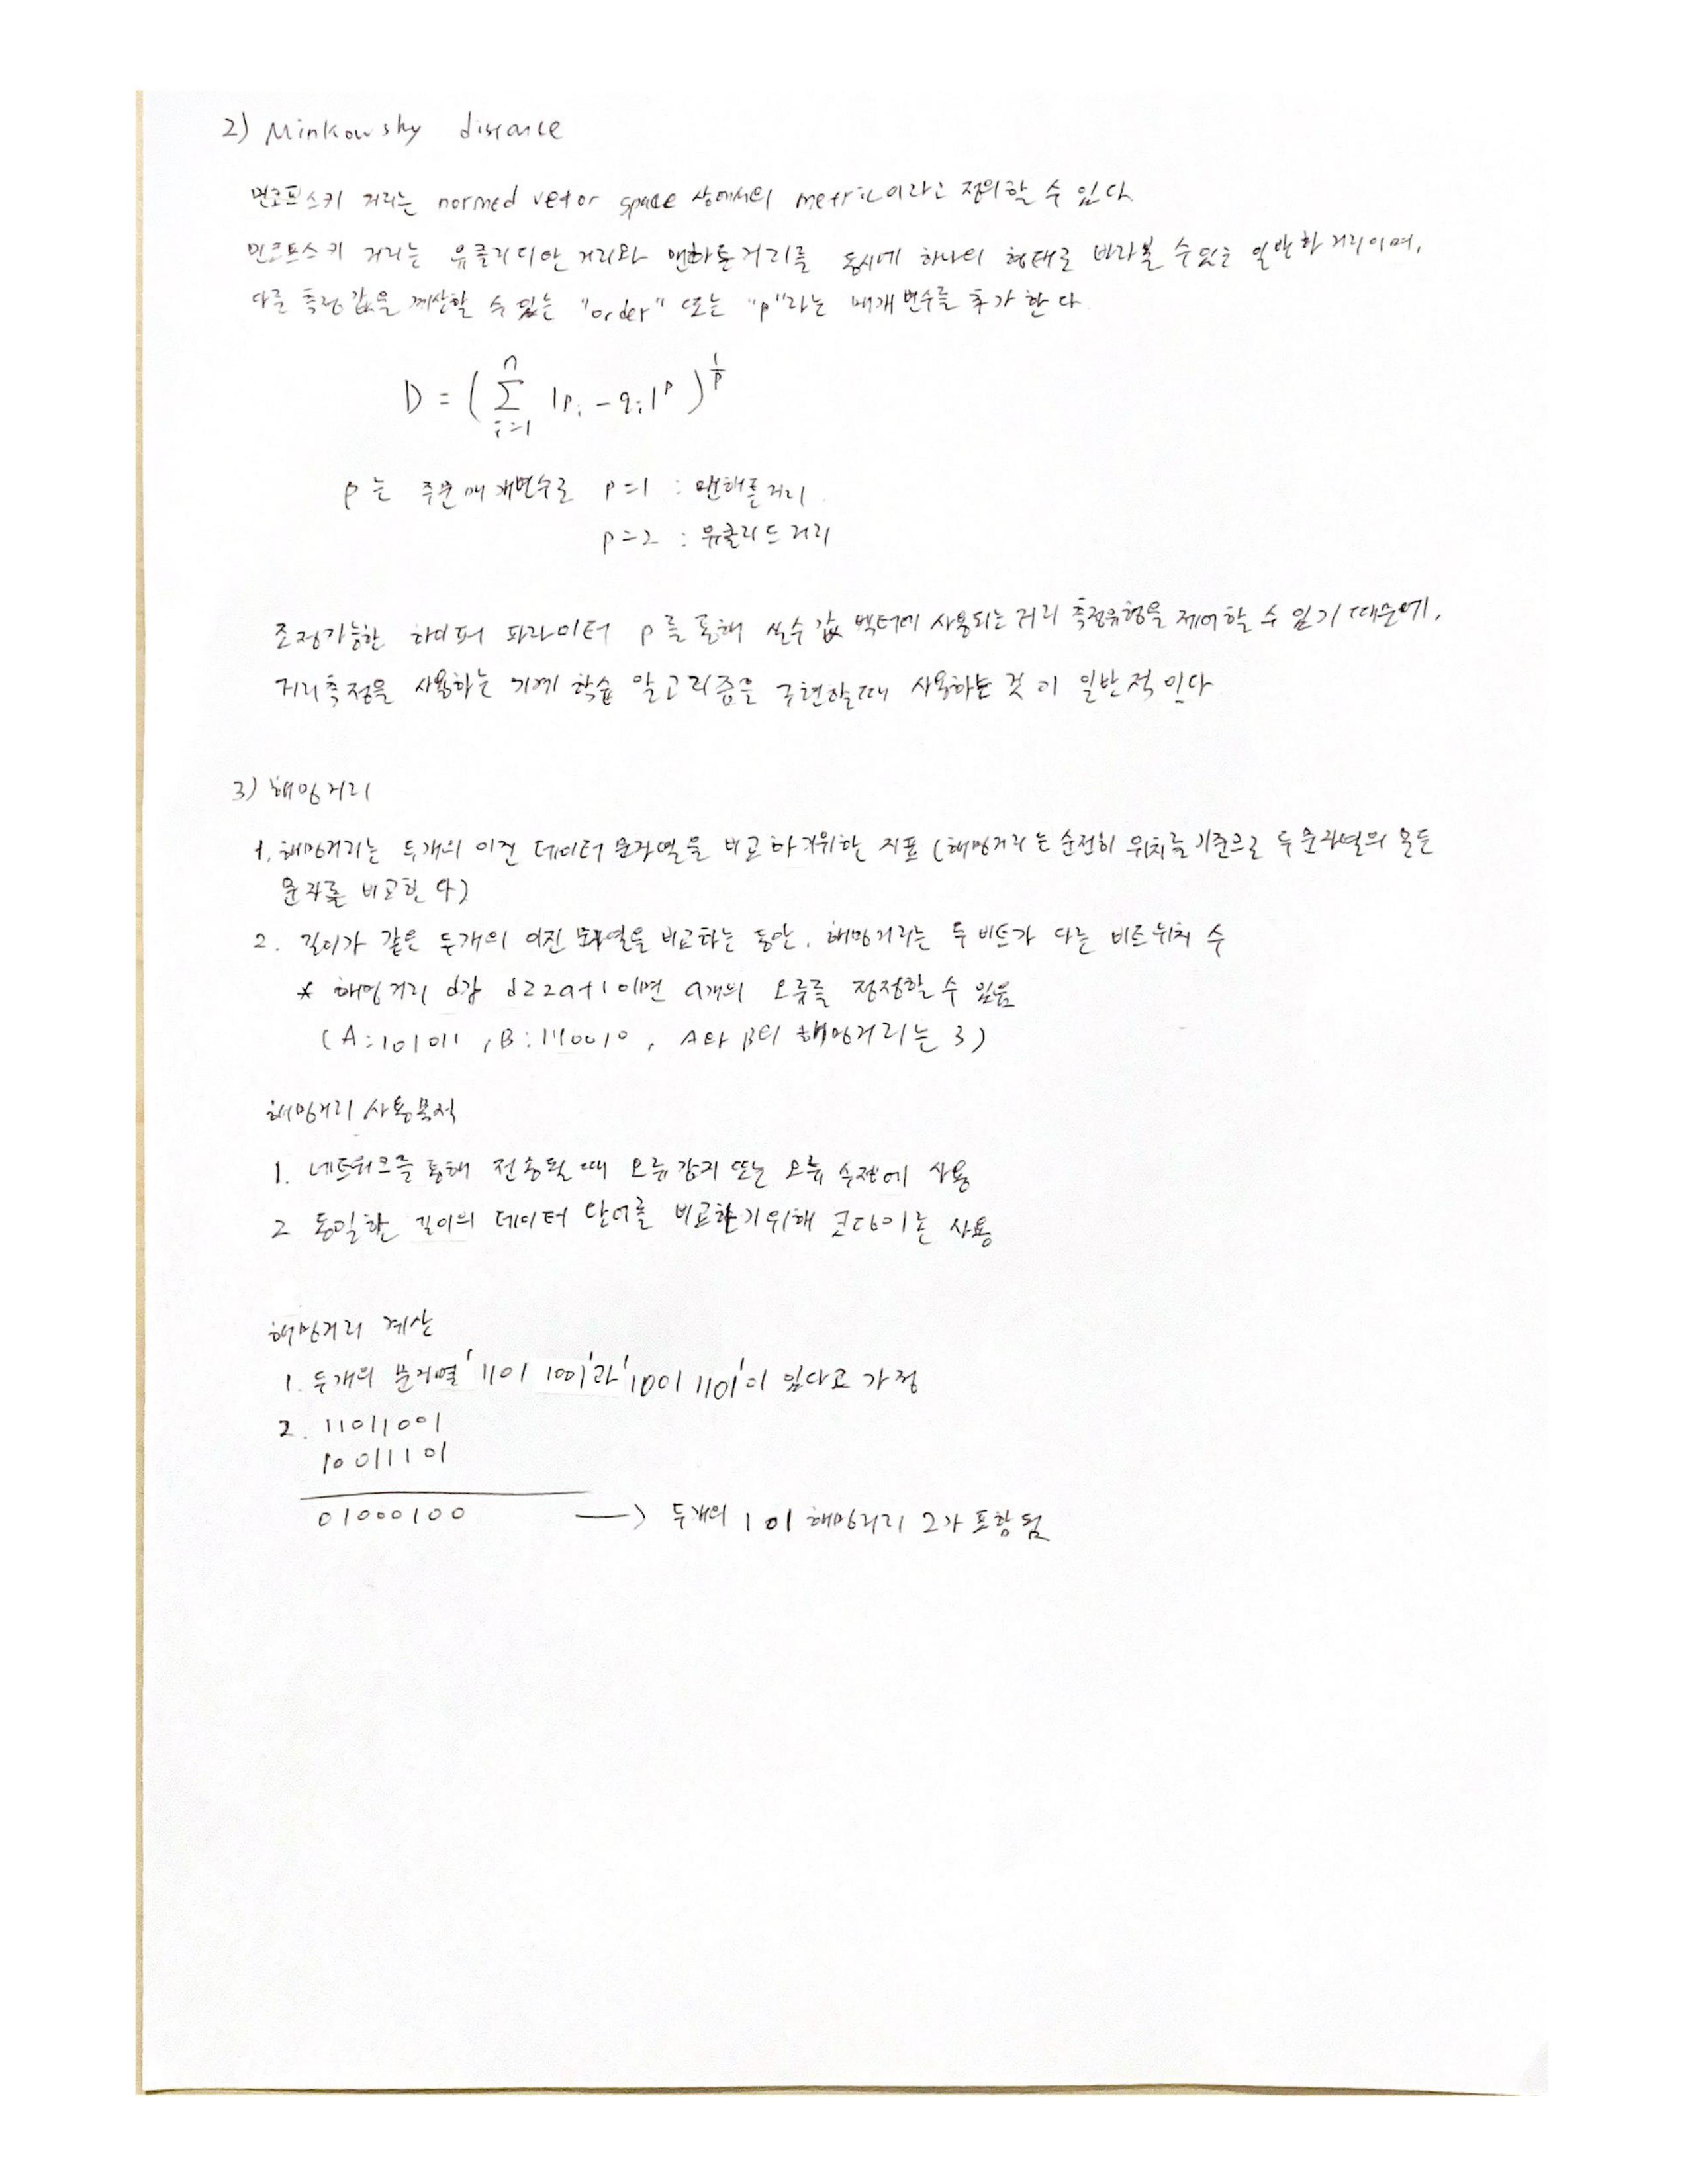 2) Minkowsky distance
민코프스키 거리는 normed vetor space 상에서의 metric이라고 정의할 수 있다
민코프스키 거리는 유클리디안 거리와 맨하튼거리를 동시에 하나의 형태로 바라볼 수 있는 일반화 거리이며,
다른 측정값을 계산할 수 있는 "order" 또는 "p"라는 매개변수를 추가 한다
D = ( Σ_{i=1}^{n} |p_i - q_i|^p )^{1/p}
p는 주문매개변수로 p=1 : 맨해튼거리
p=2 : 유클리드거리
조정가능한 하이퍼 파라미터 p를 통해 실수값 벡터에 사용되는 거리 측정유형을 제어할 수 있기 때문에,
거리측정을 사용하는 기계 학습 알고리즘을 구현할때 사용하는 것이 일반적이다
3) 해밍거리
1. 해밍거리는 두개의 이진 데이터 문자열을 비교하기위한 지표 (해밍거리는 순전히 위치를 기준으로 두 문자열의 모든
문자를 비교한다)
2. 길이가 같은 두개의 이진 문자열을 비교하는 동안, 해밍거리는 두 비트가 다른 비트 위치 수
* 해밍거리 d값 d≥2a+1 이면 a개의 오류를 정정할 수 있음
(A:101011, B:110010, A와 B의 해밍거리는 3)
해밍거리 사용목적
1. 네트워크를 통해 전송될 때 오류감지 또는 오류 수정에 사용
2 동일한 길이의 데이터 단어를 비교하기위해 코딩이론 사용
해밍거리 계산
1. 두개의 문자열 '1101 1001'과 '1001 1101'이 있다고 가정
2. 11011001
10011101
01000100 → 두개의 1 이 해밍거리 2가 포함됨